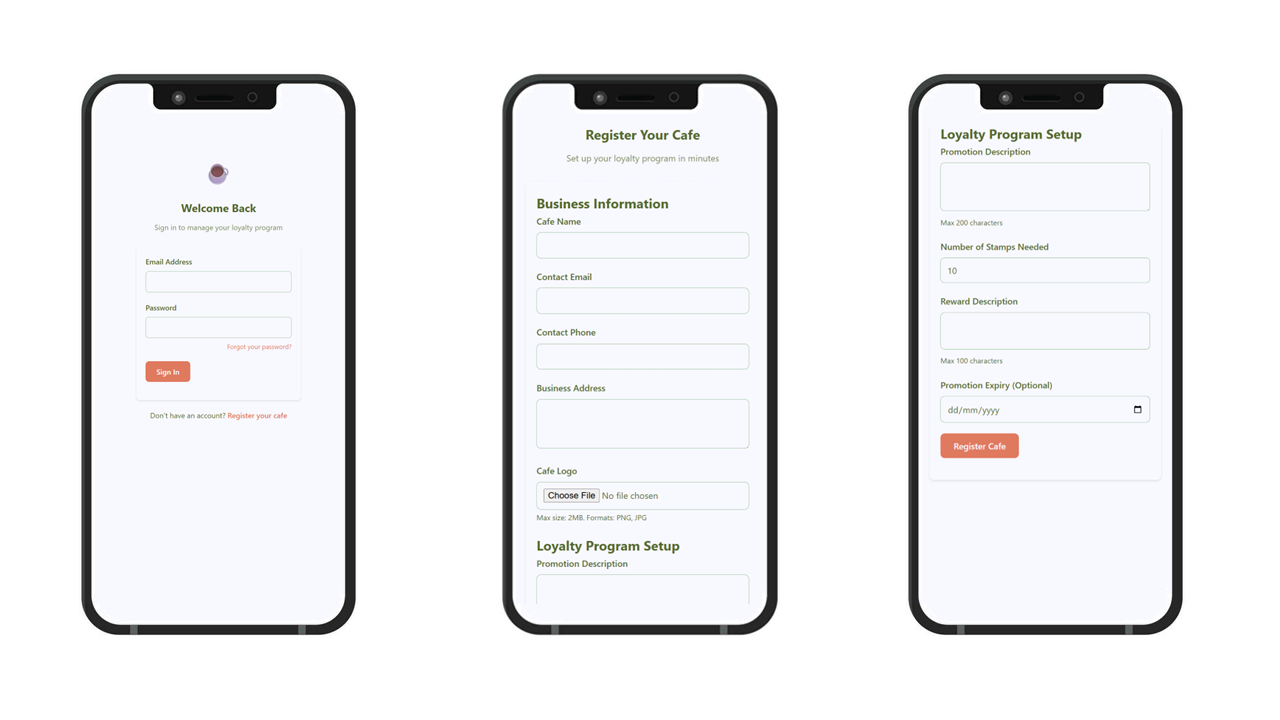 Welcome Back
Sign in to manage your loyalty program
Email Address
Password
Forgot your password?
Sign In
Don't have an account? Register your cafe
Register Your Cafe
Set up your loyalty program in minutes
Business Information
Cafe Name
Contact Email
Contact Phone
Business Address
Cafe Logo
Choose File No file chosen
Max size: 2MB. Formats: PNG, JPG
Loyalty Program Setup
Promotion Description
Loyalty Program Setup
Promotion Description
Max 200 characters
Number of Stamps Needed
10
Reward Description
Max 100 characters
Promotion Expiry (Optional)
dd/mm/yyyy
Register Cafe